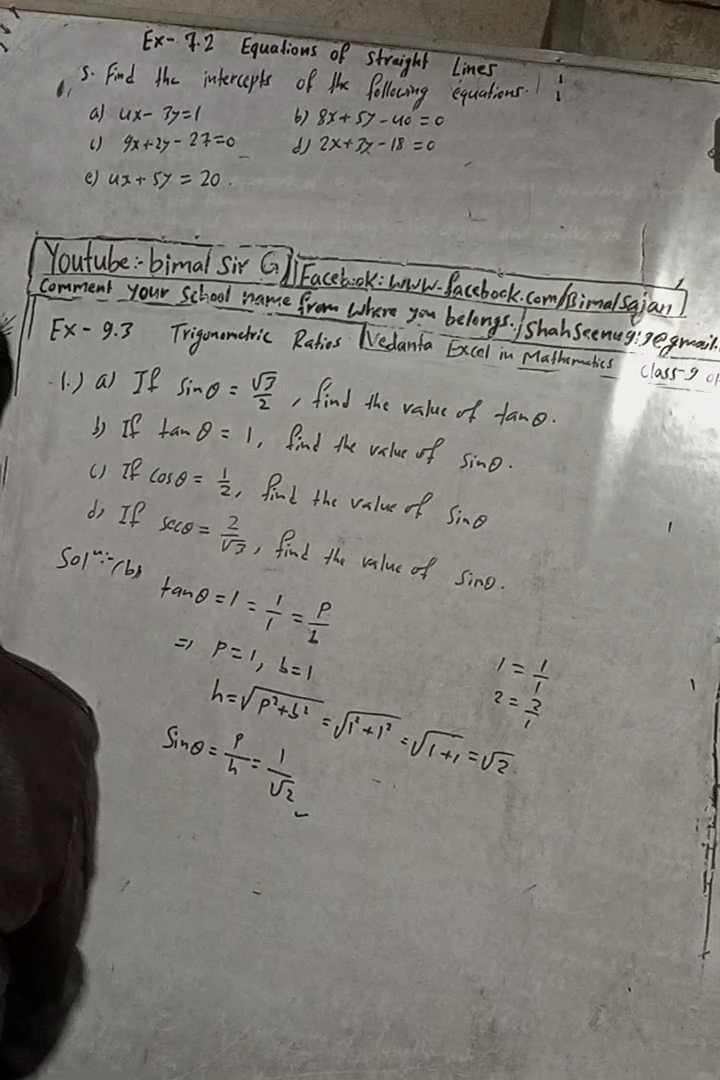 Ex- 7.2 Equations of Straight Lines
5. Find the intercepts of the following equations.
a) 4x - 3y = 1 b) 8x + 5y - 40 = 0
c) 9x + 2y - 27 = 0 d) 2x + 3y - 18 = 0
e) 4x + 5y = 20.
Youtube:- bimal Sir G Facebook: www.facebook.com/Bimalsajan
Comment your School name from where you belongs.
Ex - 9.3 Trigonometric Ratios Vedanta Excel in Mathematics Class-9
1.) a) If sinθ = √3/2, find the value of tanθ.
b) If tanθ = 1, find the value of sinθ.
c) If cosθ = 1/2, find the value of Sinθ
d) If secθ = 2/√3, find the value of sinθ.
Solⁿ:- (b)
tanθ = 1 = 1/1 = P/b
⇒ P = 1, b = 1 1 = 1/1
h = √P²+b² = √1²+1² = √1+1 = √2 2 = 2/1
Sinθ = P/h = 1/√2